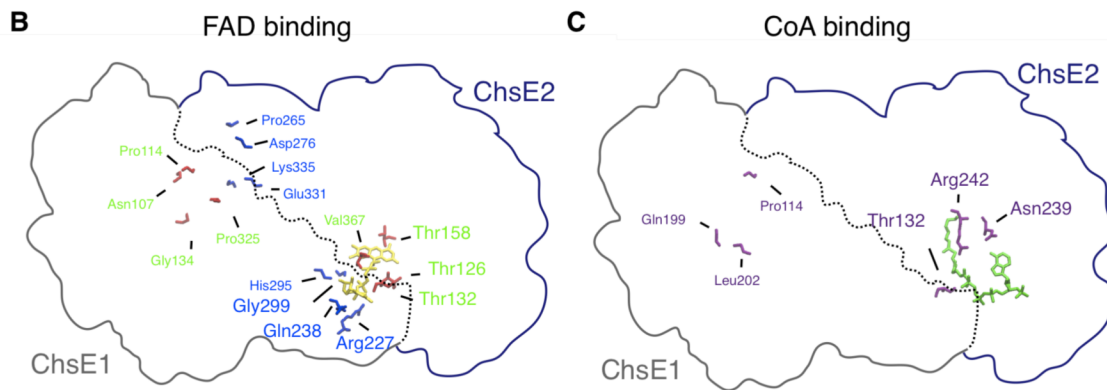 B
FAD binding
ChsE2
Pro265
Asp276
Pro114
Lys335
Glu331
Asn107
Val367
Thr158
Pro325
Gly134
Thr126
His295
Gly299
Thr132
Gln238
Arg227
ChsE1
C
CoA binding
ChsE2
Arg242
Pro114
Asn239
Gln199
Thr132
Leu202
ChsE1